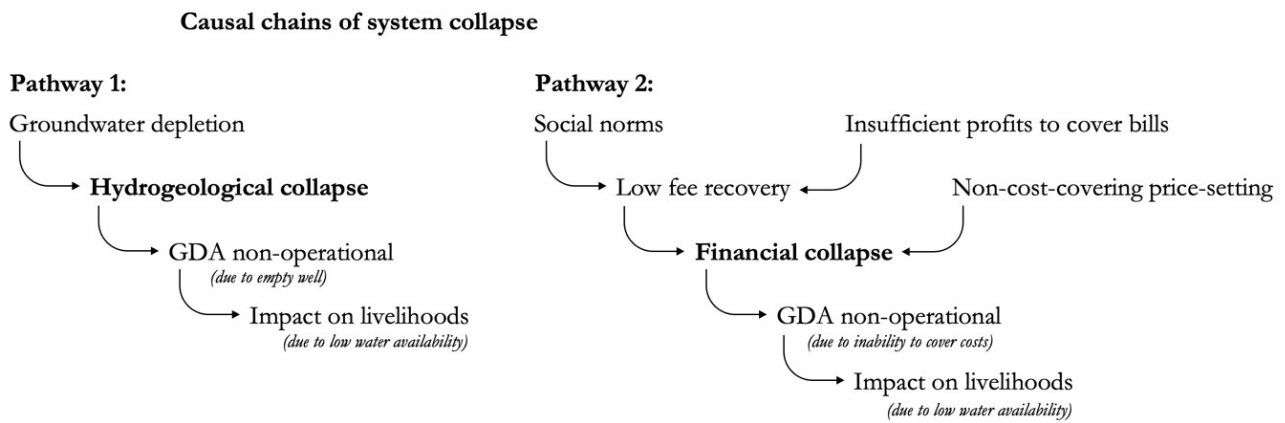 Causal chains of system collapse
Pathway 1:
Groundwater depletion
Hydrogeological collapse
GDA non-operational
(due to empty well)
Impact on livelihoods
(due to low water availability)
Pathway 2:
Social norms
Insufficient profits to cover bills
Low fee recovery
Non-cost-covering price-setting
Financial collapse
GDA non-operational
(due to inability to cover costs)
Impact on livelihoods
(due to low water availability)